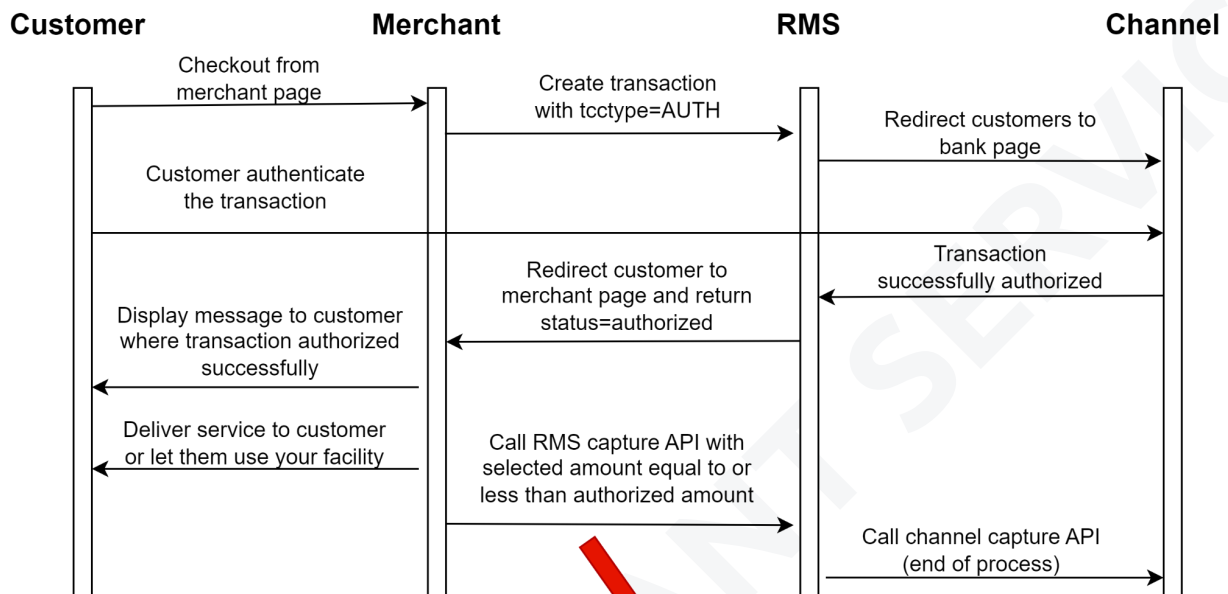 Customer
Merchant
RMS
Channel
Checkout from
merchant page
Create transaction
with tcctype=AUTH
Redirect customers to
bank page
Customer authenticate
the transaction
Transaction
successfully authorized
Redirect customer to
merchant page and return
status=authorized
Display message to customer
where transaction authorized
successfully
Deliver service to customer
or let them use your facility
Call RMS capture API with
selected amount equal to or
less than authorized amount
Call channel capture API
(end of process)
ANT SERVIC